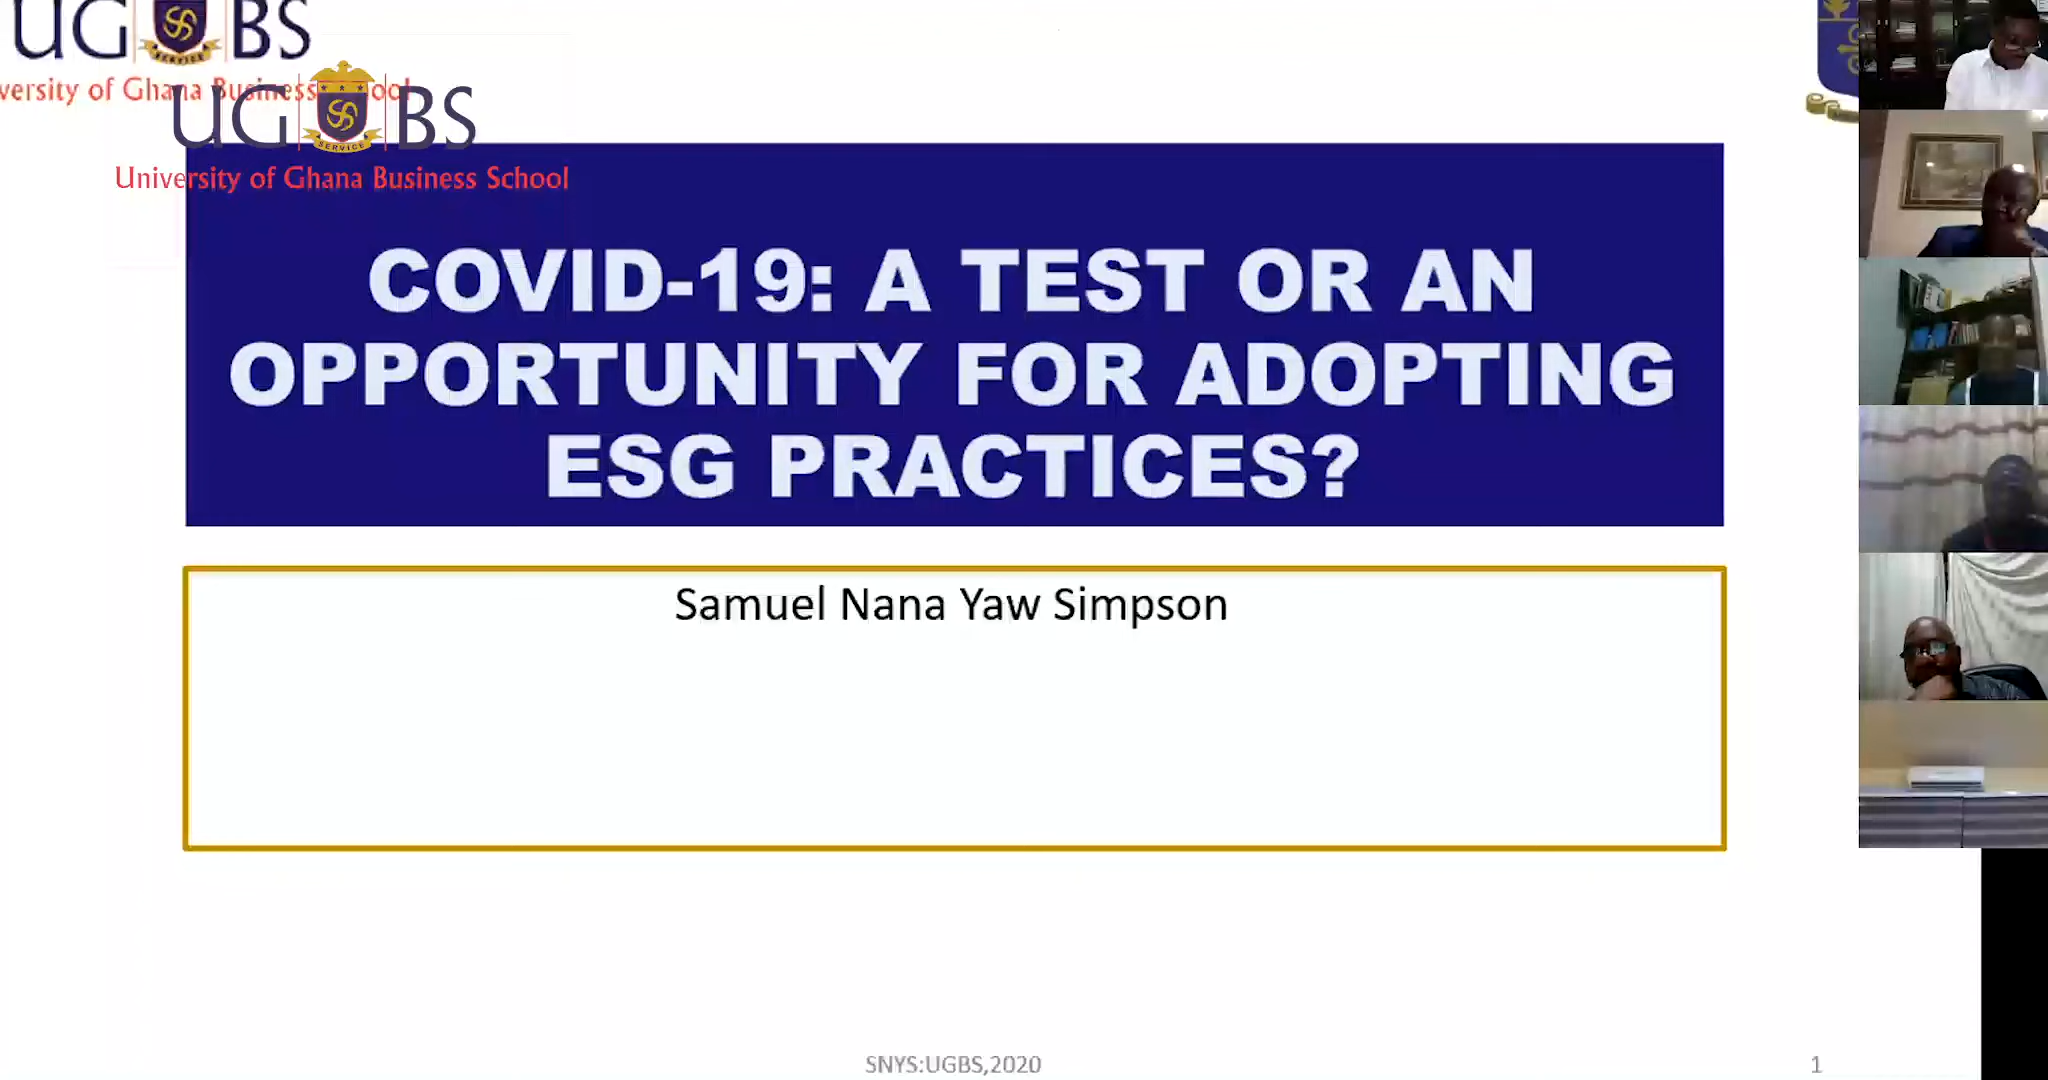 UG BS
versity of Ghana Business School
UG BS
SERVICE
University of Ghana Business School
COVID-19: A TEST OR AN
OPPORTUNITY FOR ADOPTING
ESG PRACTICES?
Samuel Nana Yaw Simpson
SNYS:UGBS,2020
1